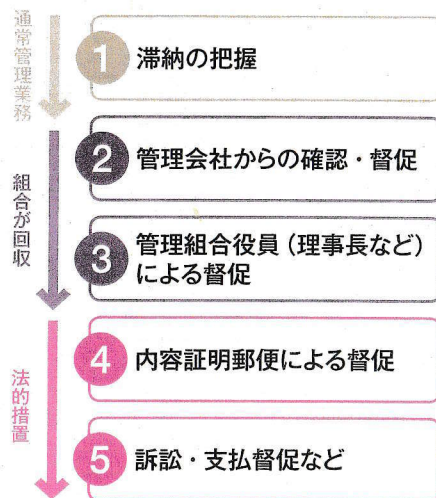 通常管理業務
1 滞納の把握
組合が回収
2 管理会社からの確認・督促
3 管理組合役員（理事長など）
による督促
法的措置
4 内容証明郵便による督促
5 訴訟・支払督促など